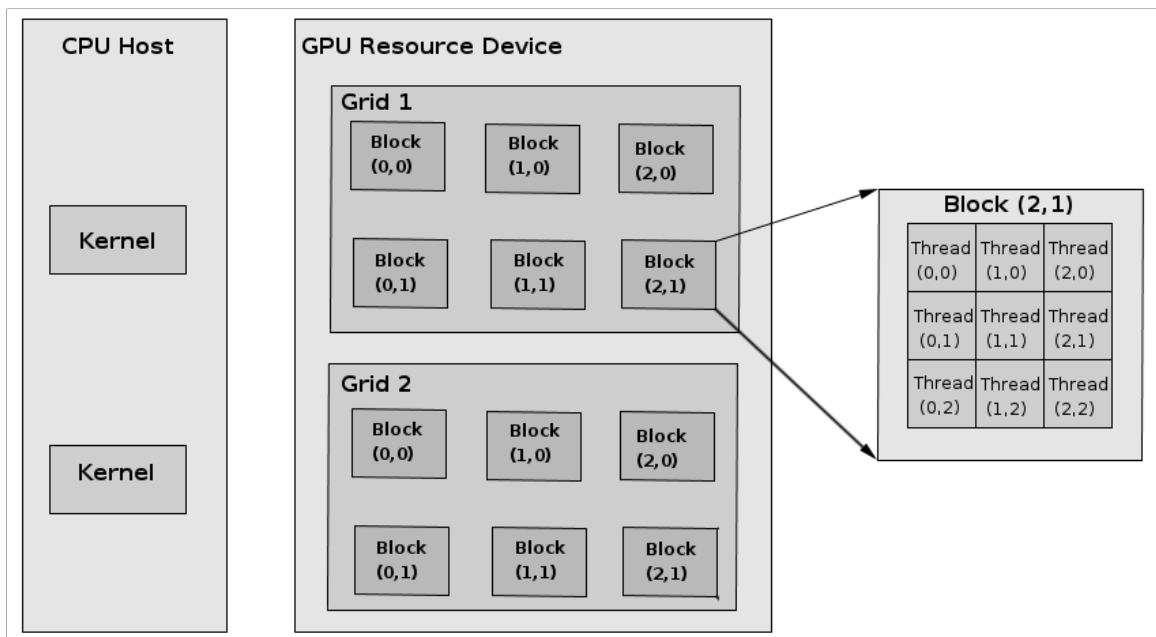 CPU Host
Kernel
Kernel
GPU Resource Device
Grid 1
Block
(0,0)
Block
(1,0)
Block
(2,0)
Block
(0,1)
Block
(1,1)
Block
(2,1)
Grid 2
Block
(0,0)
Block
(1,0)
Block
(2,0)
Block
(0,1)
Block
(1,1)
Block
(2,1)
Block (2,1)
Thread
(0,0)
Thread
(1,0)
Thread
(2,0)
Thread
(0,1)
Thread
(1,1)
Thread
(2,1)
Thread
(0,2)
Thread
(1,2)
Thread
(2,2)